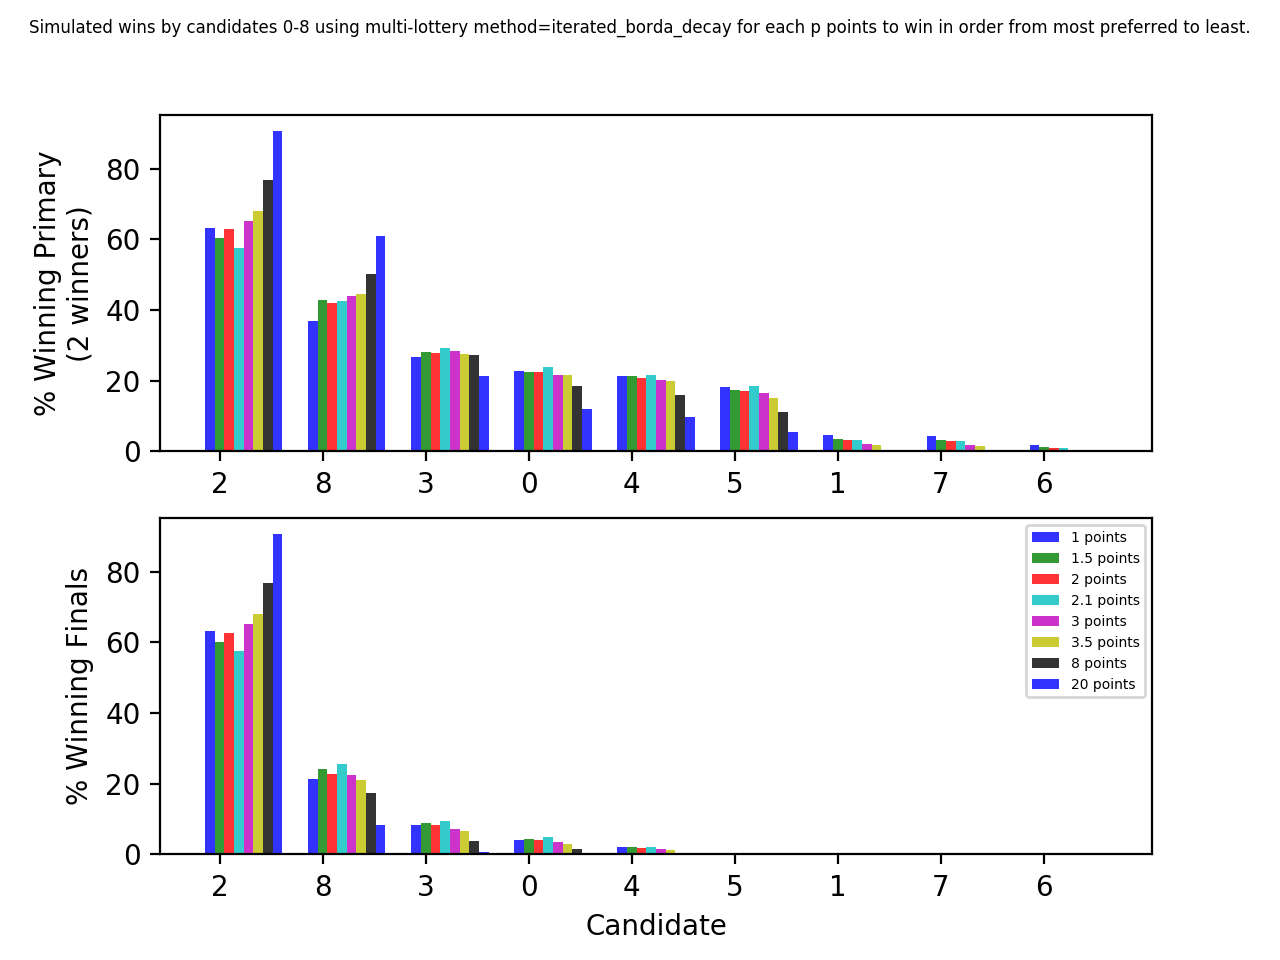 Simulated wins by candidates 0-8 using multi-lottery method=iterated_borda_decay for each p points to win in order from most preferred to least.
% Winning Primary
(2 winners)
80
60
40
20
0
2 8 3 0 4 5 1 7 6
% Winning Finals
80
60
40
20
0
1 points
1.5 points
2 points
2.1 points
3 points
3.5 points
8 points
20 points
2 8 3 0 4 5 1 7 6
Candidate